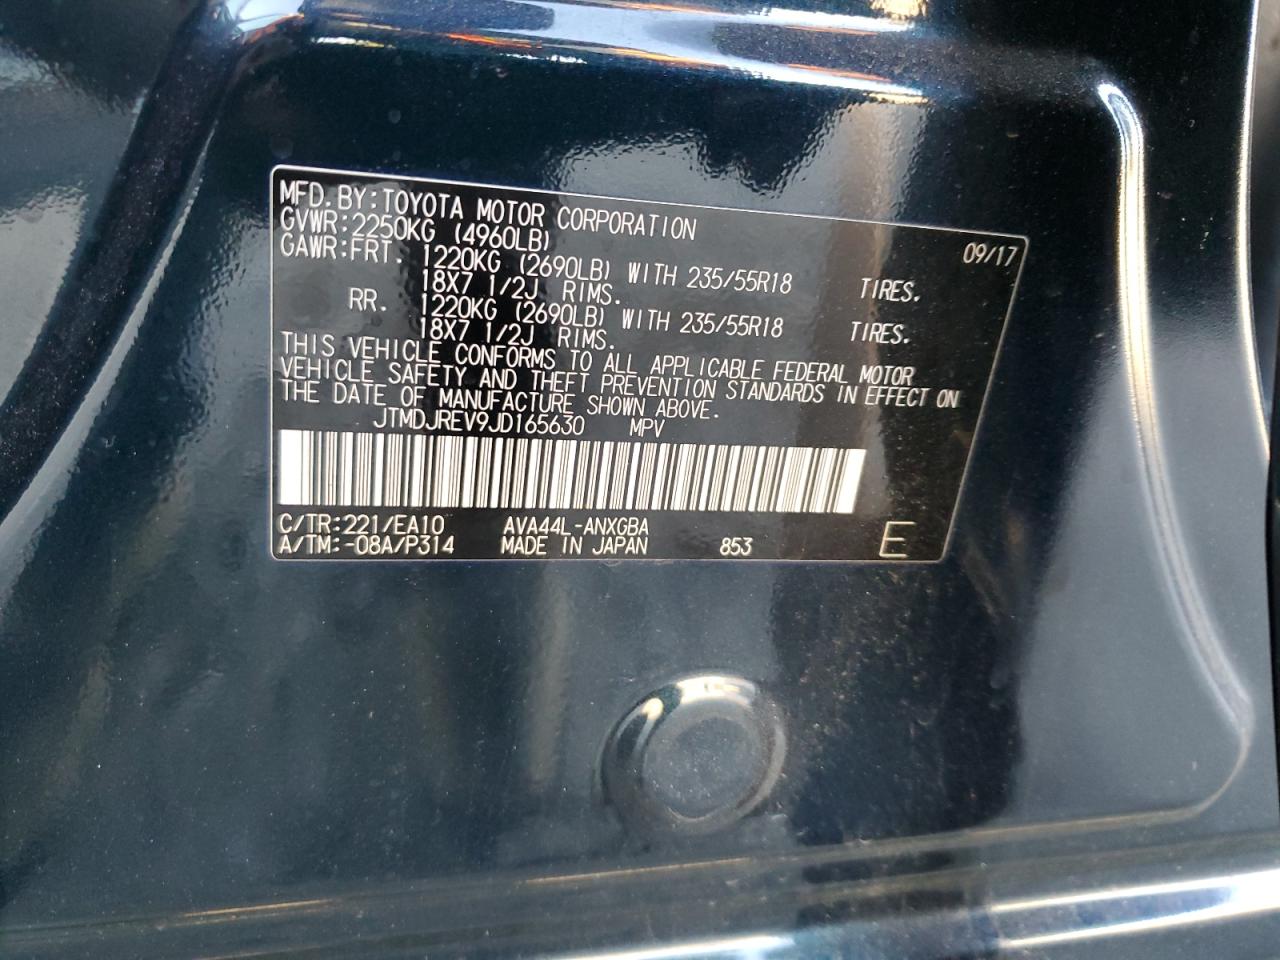 MFD.BY:TOYOTA MOTOR CORPORATION 09/17
GVWR:2250KG (4960LB)
GAWR:FRT. 1220KG (2690LB) WITH 235/55R18 TIRES.
18X7 1/2J RIMS.
RR. 1220KG (2690LB) WITH 235/55R18 TIRES.
18X7 1/2J RIMS.
THIS VEHICLE CONFORMS TO ALL APPLICABLE FEDERAL MOTOR
VEHICLE SAFETY AND THEFT PREVENTION STANDARDS IN EFFECT ON
THE DATE OF MANUFACTURE SHOWN ABOVE.
JTMDJREV9JD165630 MPV
C/TR:221/EA10 AVA44L-ANXGBA
A/TM:-08A/P314 MADE IN JAPAN 853 E